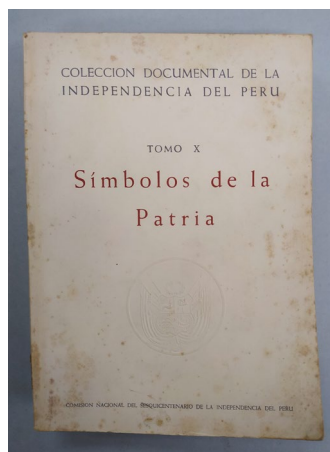 COLECCION DOCUMENTAL DE LA
INDEPENDENCIA DEL PERU
TOMO X
Símbolos de la
Patria
COMISION NACIONAL DEL SESQUICENTENARIO DE LA INDEPENDENCIA DEL PERU